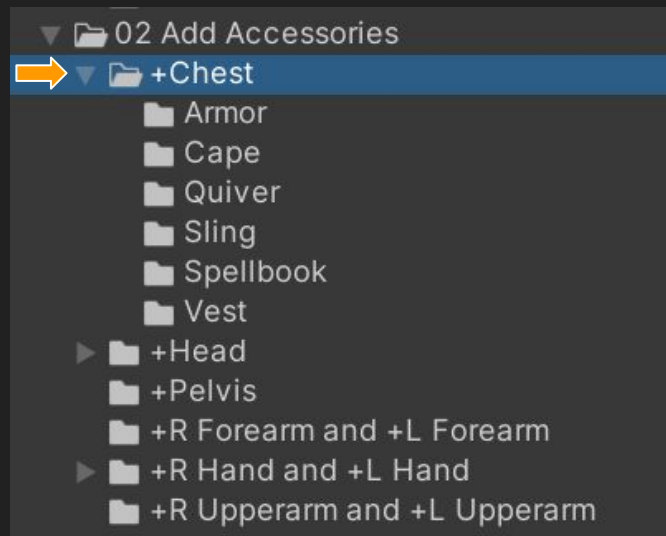 02 Add Accessories
+Chest
Armor
Cape
Quiver
Sling
Spellbook
Vest
+Head
+Pelvis
+R Forearm and +L Forearm
+R Hand and +L Hand
+R Upperarm and +L Upperarm